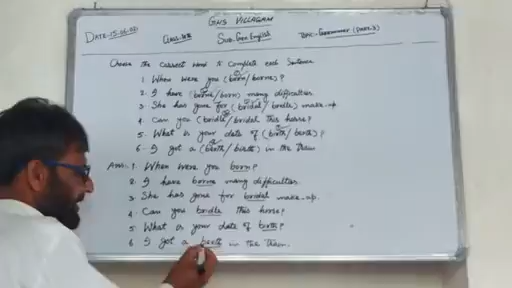 GHS VILLAGAM
DATE-15.06.021 CLASS-VIII SUB-Gen English TOPIC-Grammar (PART-3)
Choose the correct word to complete each sentence
1. When were you (born/borne)?
2. I have (borne/born) many difficulties.
3. She has gone for (bridal/bridle) make-up.
4. Can you (bridle/bridal) this horse?
5. What is your date of (birth/berth)?
6. I got a (berth/birth) in the train
Ans:- 1. When were you born?
2. I have borne many difficulties.
3. She has gone for bridal make-up.
4. Can you bridle this horse?
5. What is your date of birth?
6. I got a berth in the train.